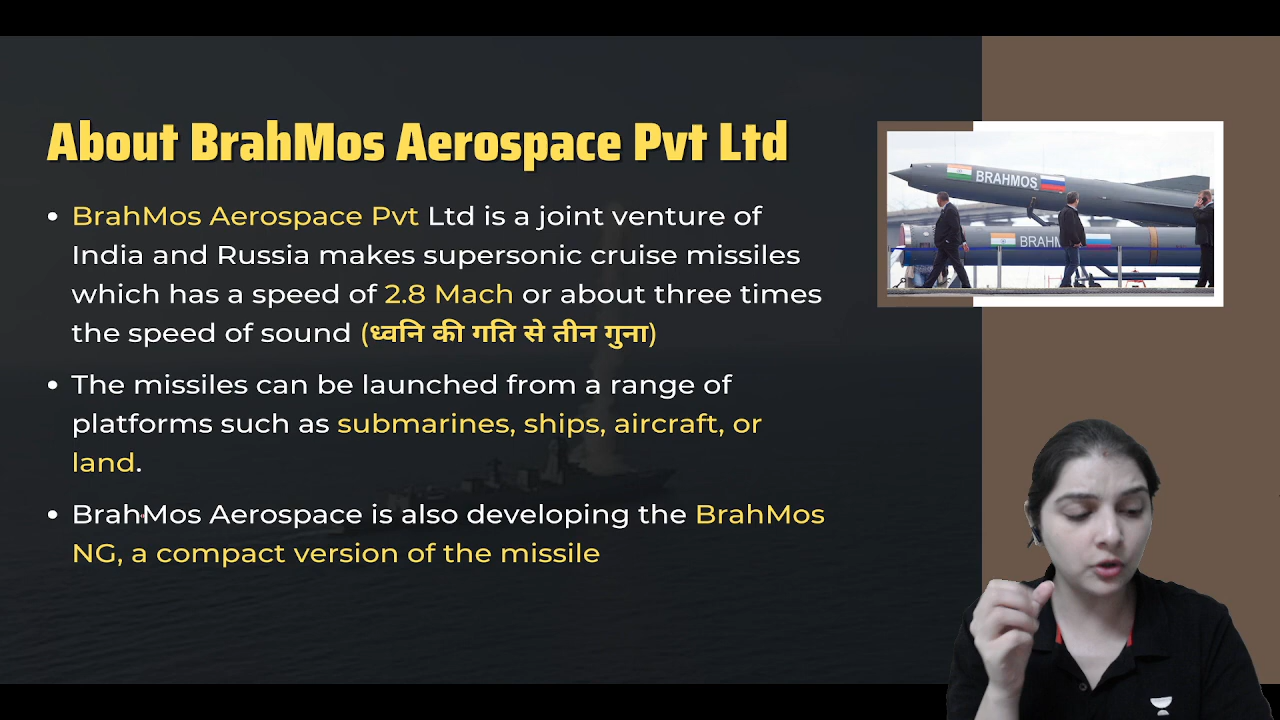 About BrahMos Aerospace Pvt Ltd
• BrahMos Aerospace Pvt Ltd is a joint venture of
India and Russia makes supersonic cruise missiles
which has a speed of 2.8 Mach or about three times
the speed of sound (ध्वनि की गति से तीन गुना)
• The missiles can be launched from a range of
platforms such as submarines, ships, aircraft, or
land.
• BrahMos Aerospace is also developing the BrahMos
NG, a compact version of the missile
BRAHMOS
BRAHM